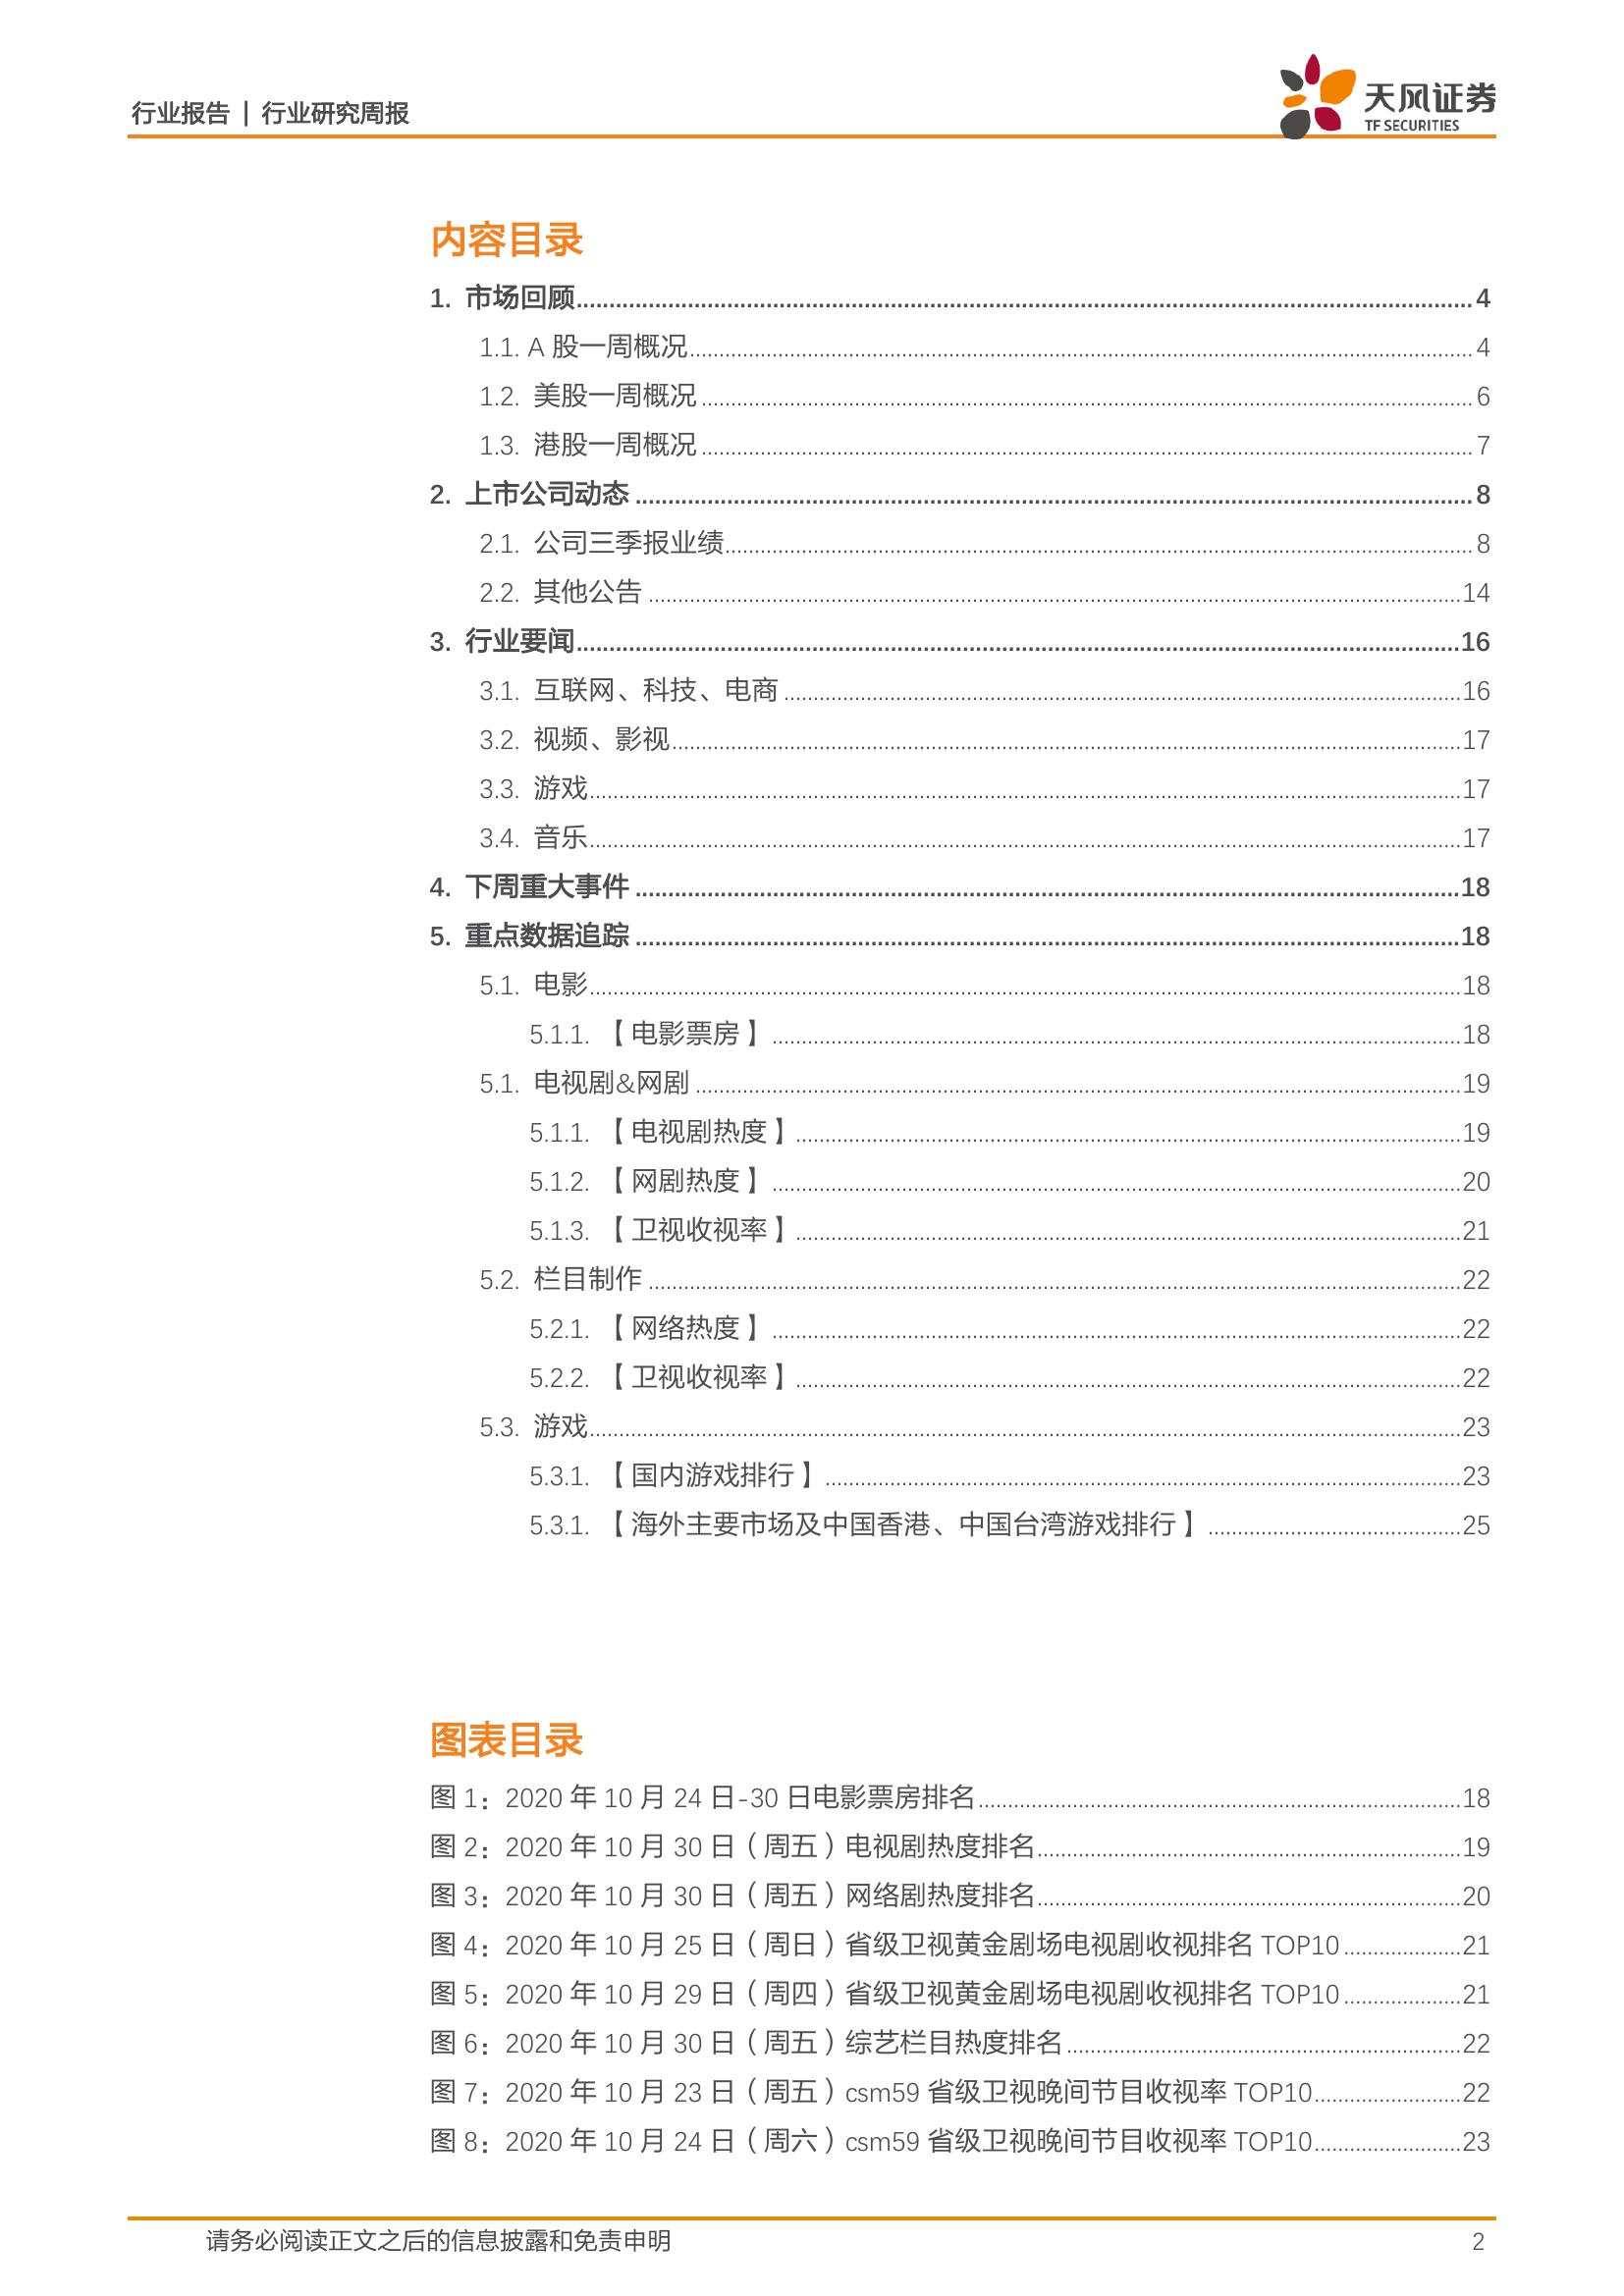 行业报告 | 行业研究周报
天风证券
TF SECURITIES
内容目录
1. 市场回顾................4
1.1. A 股一周概况................4
1.2. 美股一周概况................6
1.3. 港股一周概况................7
2. 上市公司动态................8
2.1. 公司三季报业绩................8
2.2. 其他公告................14
3. 行业要闻................16
3.1. 互联网、科技、电商................16
3.2. 视频、影视................17
3.3. 游戏................17
3.4. 音乐................17
4. 下周重大事件................18
5. 重点数据追踪................18
5.1. 电影................18
5.1.1. 【电影票房】................18
5.1. 电视剧&网剧................19
5.1.1. 【电视剧热度】................19
5.1.2. 【网剧热度】................20
5.1.3. 【卫视收视率】................21
5.2. 栏目制作................22
5.2.1. 【网络热度】................22
5.2.2. 【卫视收视率】................22
5.3. 游戏................23
5.3.1. 【国内游戏排行】................23
5.3.1. 【海外主要市场及中国香港、中国台湾游戏排行】................25
图表目录
图 1：2020 年 10 月 24 日-30 日电影票房排名................18
图 2：2020 年 10 月 30 日（周五）电视剧热度排名................19
图 3：2020 年 10 月 30 日（周五）网络剧热度排名................20
图 4：2020 年 10 月 25 日（周日）省级卫视黄金剧场电视剧收视排名 TOP10................21
图 5：2020 年 10 月 29 日（周四）省级卫视黄金剧场电视剧收视排名 TOP10................21
图 6：2020 年 10 月 30 日（周五）综艺栏目热度排名................22
图 7：2020 年 10 月 23 日（周五）csm59 省级卫视晚间节目收视率 TOP10................22
图 8：2020 年 10 月 24 日（周六）csm59 省级卫视晚间节目收视率 TOP10................23
请务必阅读正文之后的信息披露和免责申明
2